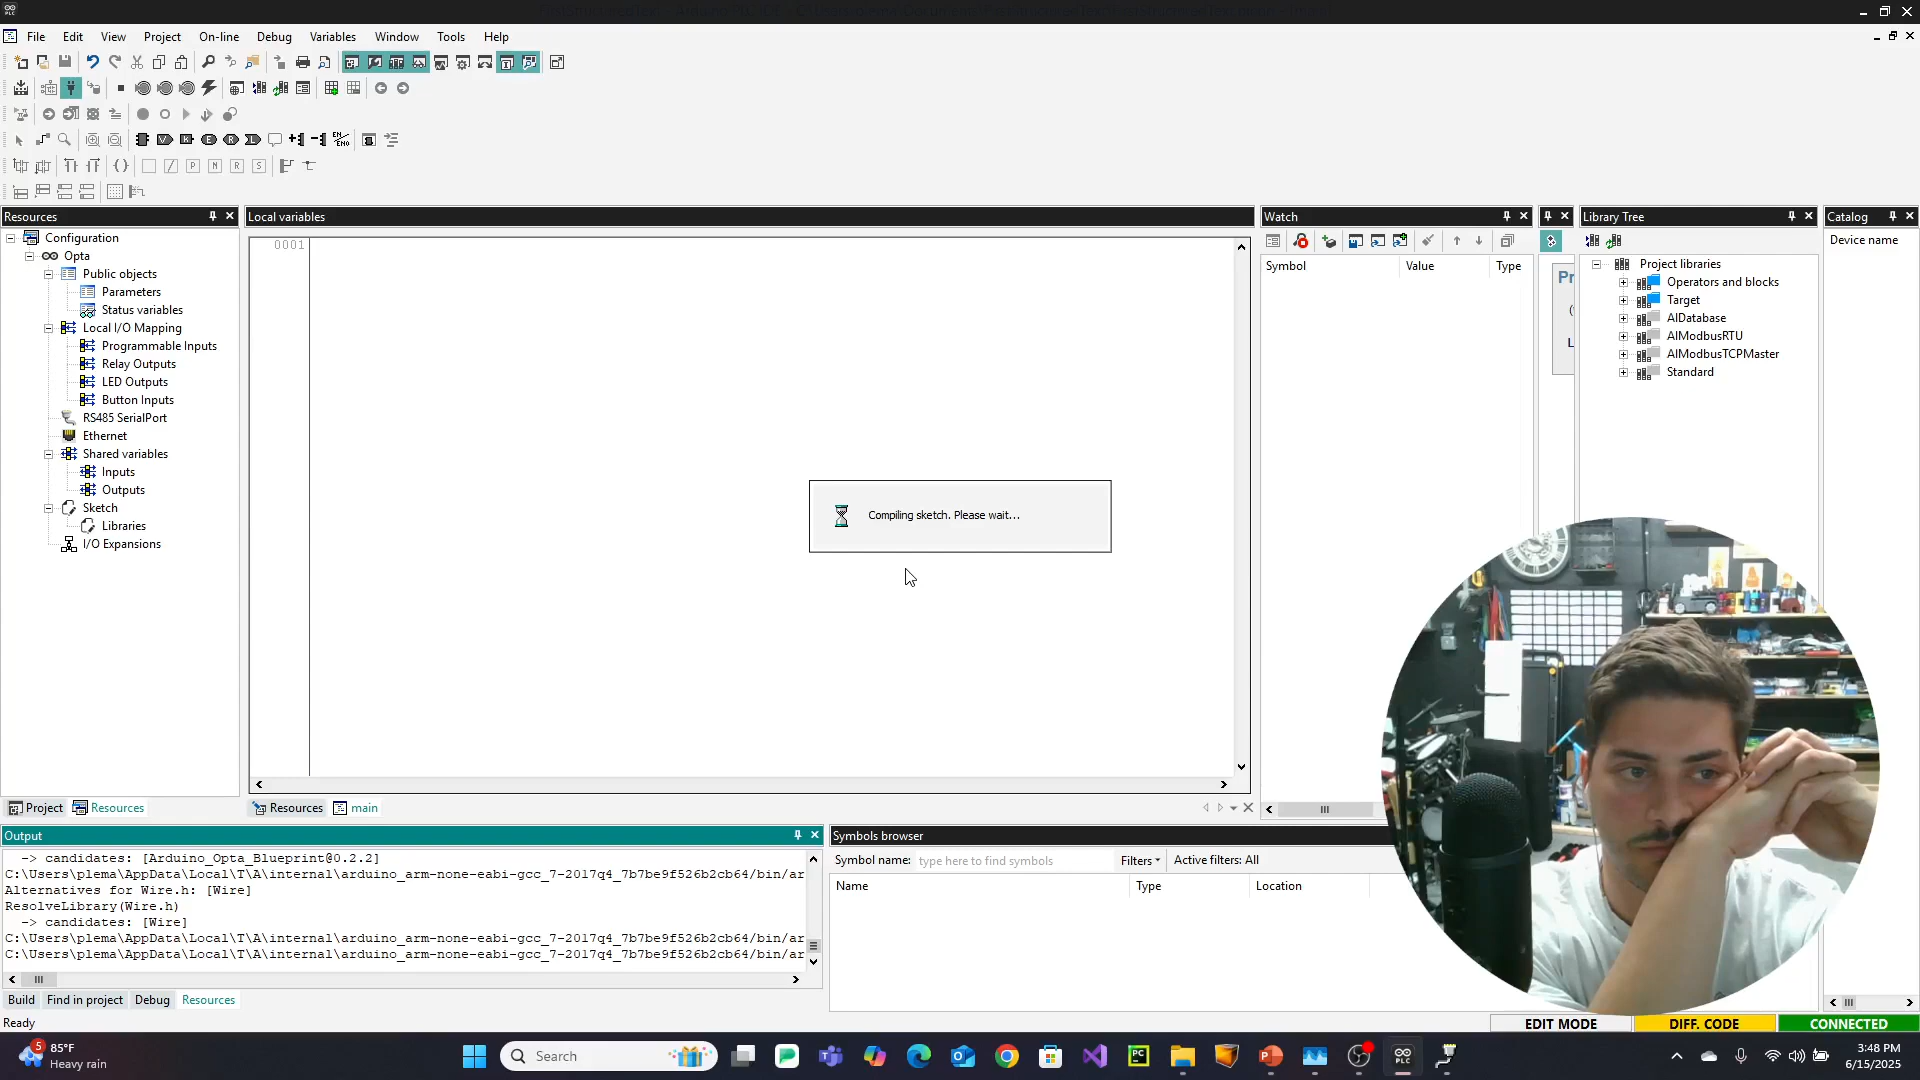 File Edit View Project On-line Debug Variables Window Tools Help
Resources
Local variables
Watch
Library Tree
Catalog
Configuration
Opta
Public objects
Parameters
Status variables
Local I/O Mapping
Programmable Inputs
Relay Outputs
LED Outputs
Button Inputs
RS485 SerialPort
Ethernet
Shared variables
Inputs
Outputs
Sketch
Libraries
I/O Expansions
0001
Compiling sketch. Please wait...
Symbol Value Type
Pr
(
L
Project libraries
Operators and blocks
Target
AlDatabase
AlModbusRTU
AlModbusTCPMaster
Standard
Device name
Project Resources
Resources main
Output
-> candidates: [Arduino_Opta_Blueprint@0.2.2]
C:\Users\plema\AppData\Local\T\A\internal\arduino_arm-none-eabi-gcc_7-2017q4_7b7be9f526b2cb64/bin/ar
Alternatives for Wire.h: [Wire]
ResolveLibrary(Wire.h)
-> candidates: [Wire]
C:\Users\plema\AppData\Local\T\A\internal\arduino_arm-none-eabi-gcc_7-2017q4_7b7be9f526b2cb64/bin/ar
C:\Users\plema\AppData\Local\T\A\internal\arduino_arm-none-eabi-gcc_7-2017q4_7b7be9f526b2cb64/bin/ar
Build Find in project Debug Resources
Symbols browser
Symbol name: type here to find symbols Filters Active filters: All
Name Type Location
Ready
EDIT MODE DIFF. CODE CONNECTED
5
85°F
Heavy rain
Search
3:48 PM
6/15/2025